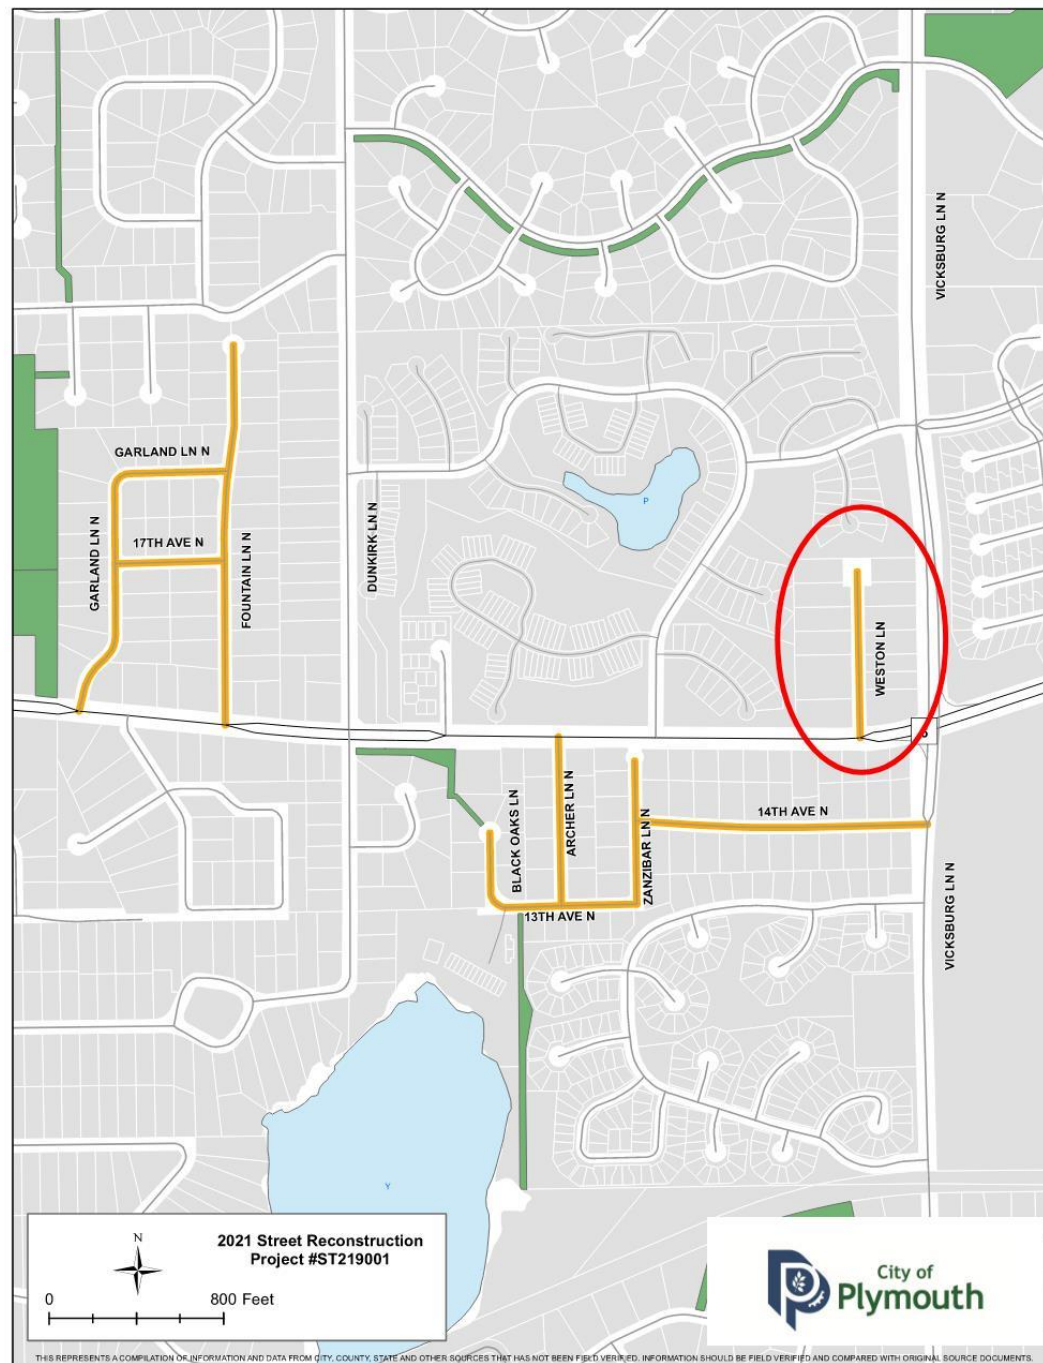 VICKSBURG LN N
GARLAND LN N
17TH AVE N
GARLAND LN N
FOUNTAIN LN N
DUNKIRK LN N
P
WESTON LN
BLACK OAKS LN
ARCHER LN N
ZANZIBAR LN N
14TH AVE N
13TH AVE N
VICKSBURG LN N
Y
N
2021 Street Reconstruction
Project #ST219001
0 800 Feet
City of
Plymouth
THIS REPRESENTS A COMPILATION OF INFORMATION AND DATA FROM CITY, COUNTY, STATE AND OTHER SOURCES THAT HAS NOT BEEN FIELD VERIFIED. INFORMATION SHOULD BE FIELD VERIFIED AND COMPARED WITH ORIGINAL SOURCE DOCUMENTS.